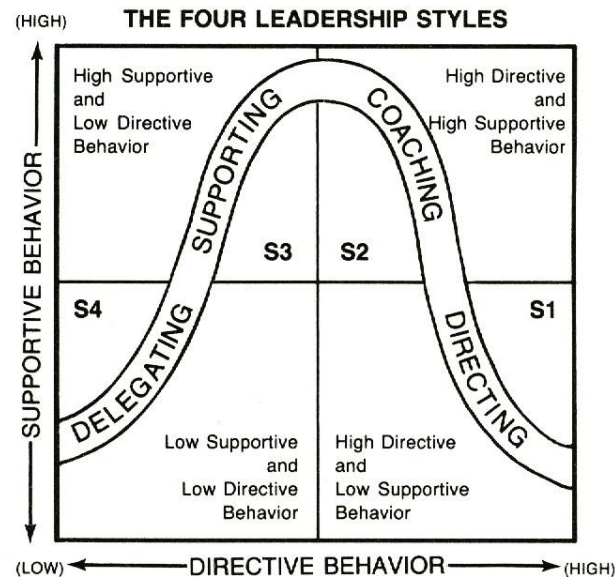 (HIGH)
THE FOUR LEADERSHIP STYLES
High Supportive
and
Low Directive
Behavior
High Directive
and
High Supportive
Behavior
SUPPORTING
COACHING
SUPPORTIVE BEHAVIOR
S3
S2
S4
S1
DELEGATING
DIRECTING
Low Supportive
and
Low Directive
Behavior
High Directive
and
Low Supportive
Behavior
(LOW)
DIRECTIVE BEHAVIOR
(HIGH)